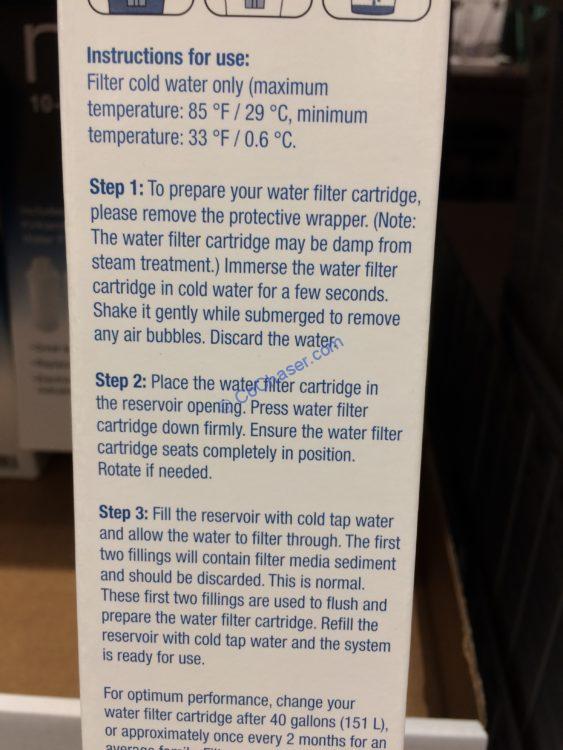 Instructions for use:
Filter cold water only (maximum
temperature: 85 °F / 29 °C, minimum
temperature: 33 °F / 0.6 °C.
Step 1: To prepare your water filter cartridge,
please remove the protective wrapper. (Note:
The water filter cartridge may be damp from
steam treatment.) Immerse the water filter
cartridge in cold water for a few seconds.
Shake it gently while submerged to remove
any air bubbles. Discard the water.
Step 2: Place the water filter cartridge in
the reservoir opening. Press water filter
cartridge down firmly. Ensure the water filter
cartridge seats completely in position.
Rotate if needed.
Step 3: Fill the reservoir with cold tap water
and allow the water to filter through. The first
two fillings will contain filter media sediment
and should be discarded. This is normal.
These first two fillings are used to flush and
prepare the water filter cartridge. Refill the
reservoir with cold tap water and the system
is ready for use.
For optimum performance, change your
water filter cartridge after 40 gallons (151 L),
or approximately once every 2 months for an
average family.